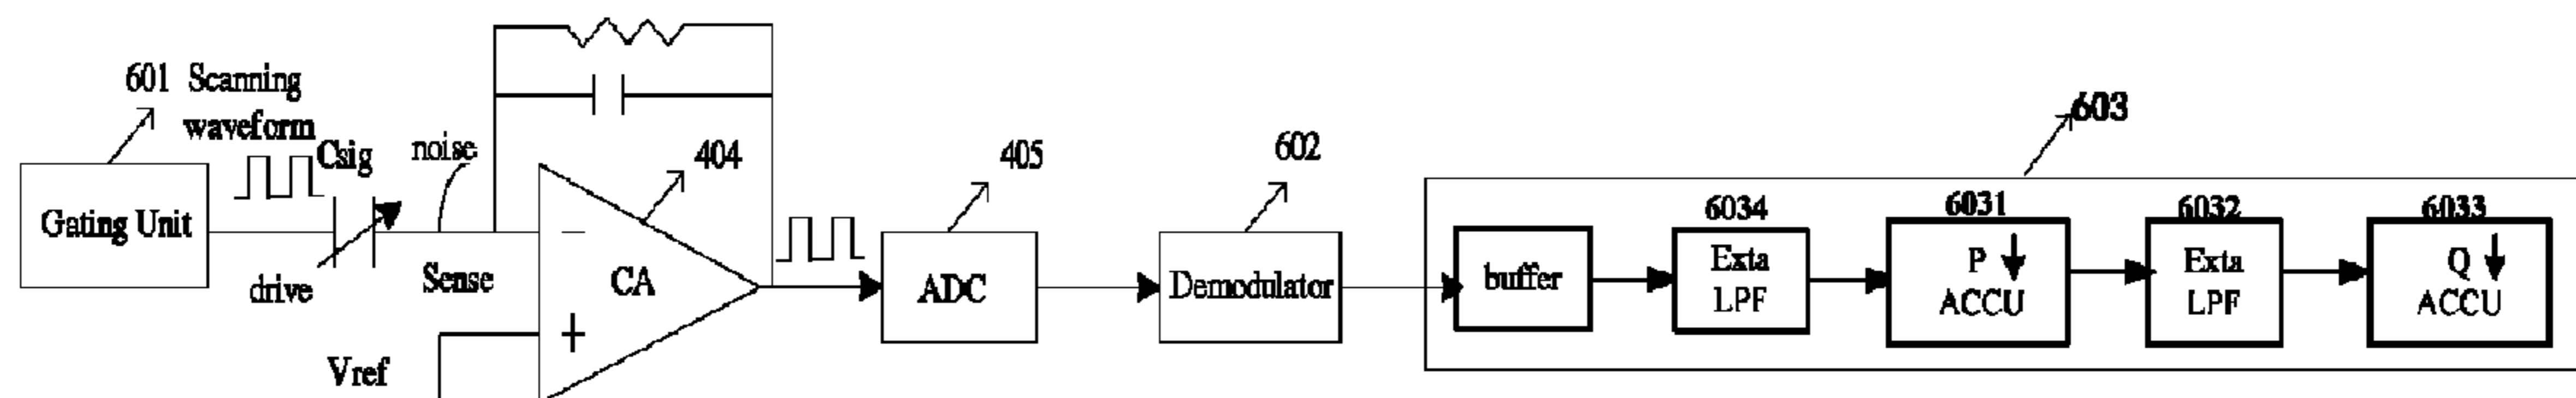 601 Scanning
waveform
Gating Unit
Csig
drive
noise
Sense
Vref
−
+
CA
404
405
ADC
602
Demodulator
603
buffer
6034
Exta
LPF
6031
P ↓
ACCU
6032
Exta
LPF
6033
Q ↓
ACCU